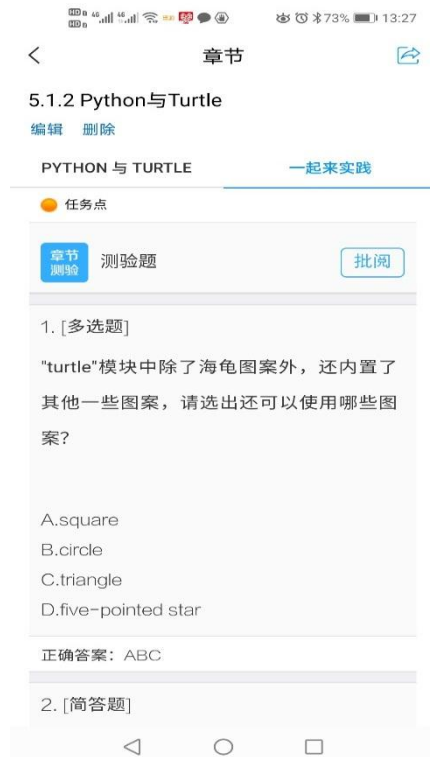 73% 13:27
章节
5.1.2 Python与Turtle
编辑 删除
PYTHON 与 TURTLE 一起来实践
任务点
章节
测验 测验题 批阅
1. [多选题]
"turtle"模块中除了海龟图案外，还内置了
其他一些图案，请选出还可以使用哪些图
案？
A.square
B.circle
C.triangle
D.five-pointed star
正确答案：ABC
2. [简答题]